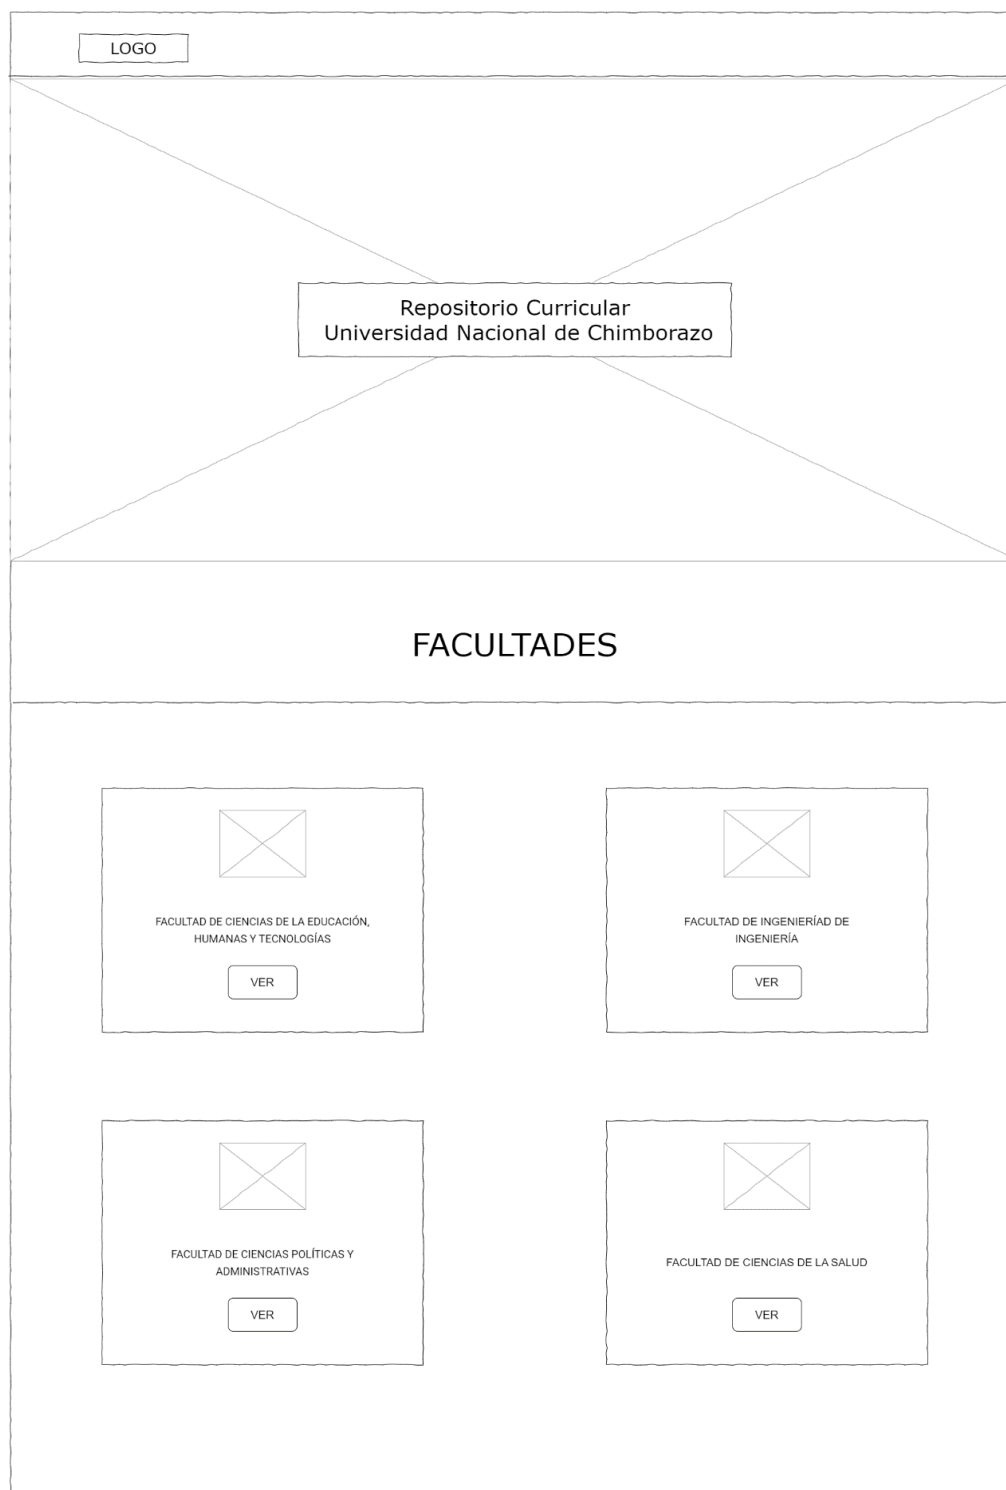 LOGO
Repositorio Curricular
Universidad Nacional de Chimborazo
FACULTADES
FACULTAD DE CIENCIAS DE LA EDUCACIÓN,
HUMANAS Y TECNOLOGÍAS
VER
FACULTAD DE INGENIERÍAD DE
INGENIERÍA
VER
FACULTAD DE CIENCIAS POLÍTICAS Y
ADMINISTRATIVAS
VER
FACULTAD DE CIENCIAS DE LA SALUD
VER